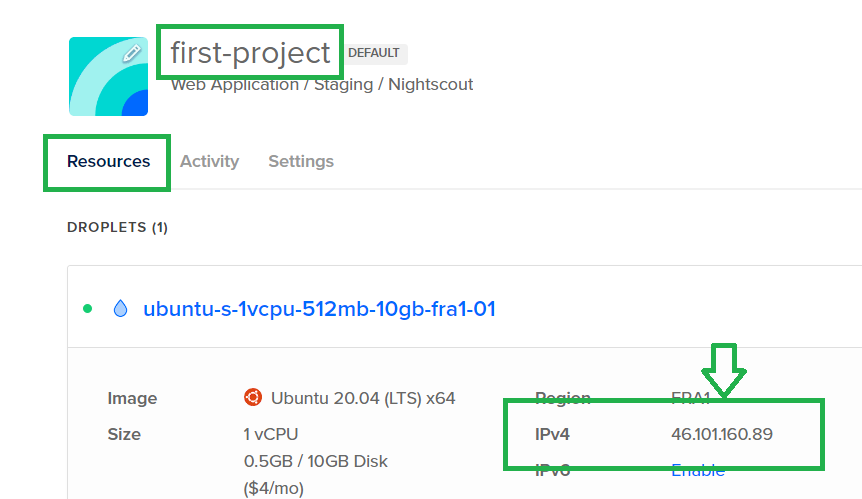 first-project DEFAULT
Web Application / Staging / Nightscout
Resources Activity Settings
DROPLETS (1)
ubuntu-s-1vcpu-512mb-10gb-fra1-01
Image Ubuntu 20.04 (LTS) x64 Region FRA1
Size 1 vCPU IPv4 46.101.160.89
0.5GB / 10GB Disk IPv6 Enable
($4/mo)